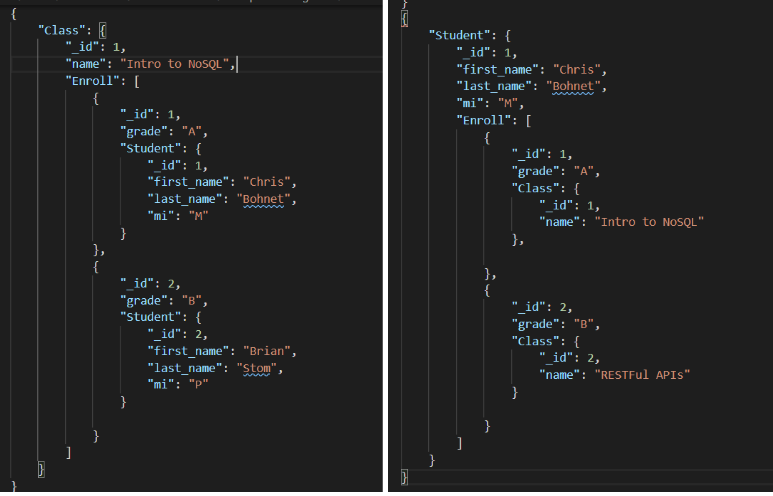 {
"Class": {
"_id": 1,
"name": "Intro to NoSQL",
"Enroll": [
{
"_id": 1,
"grade": "A",
"Student": {
"_id": 1,
"first_name": "Chris",
"last_name": "Bohnet",
"mi": "M"
}
},
{
"_id": 2,
"grade": "B",
"Student": {
"_id": 2,
"first_name": "Brian",
"last_name": "Stom",
"mi": "P"
}
}
]
}
}
}
{
"Student": {
"_id": 1,
"first_name": "Chris",
"last_name": "Bohnet",
"mi": "M",
"Enroll": [
{
"_id": 1,
"grade": "A",
"Class": {
"_id": 1,
"name": "Intro to NoSQL"
},
},
{
"_id": 2,
"grade": "B",
"Class": {
"_id": 2,
"name": "RESTFul APIs"
}
}
]
}
}